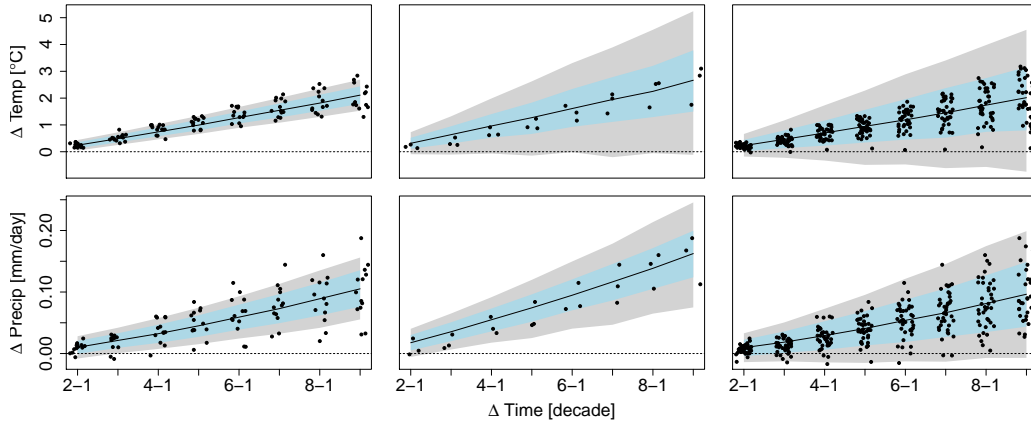 Δ Temp [°C]
0 1 2 3 4 5
Δ Precip [mm/day]
0.00 0.10 0.20
2−1 4−1 6−1 8−1 2−1 4−1 6−1 8−1 2−1 4−1 6−1 8−1
Δ Time [decade]